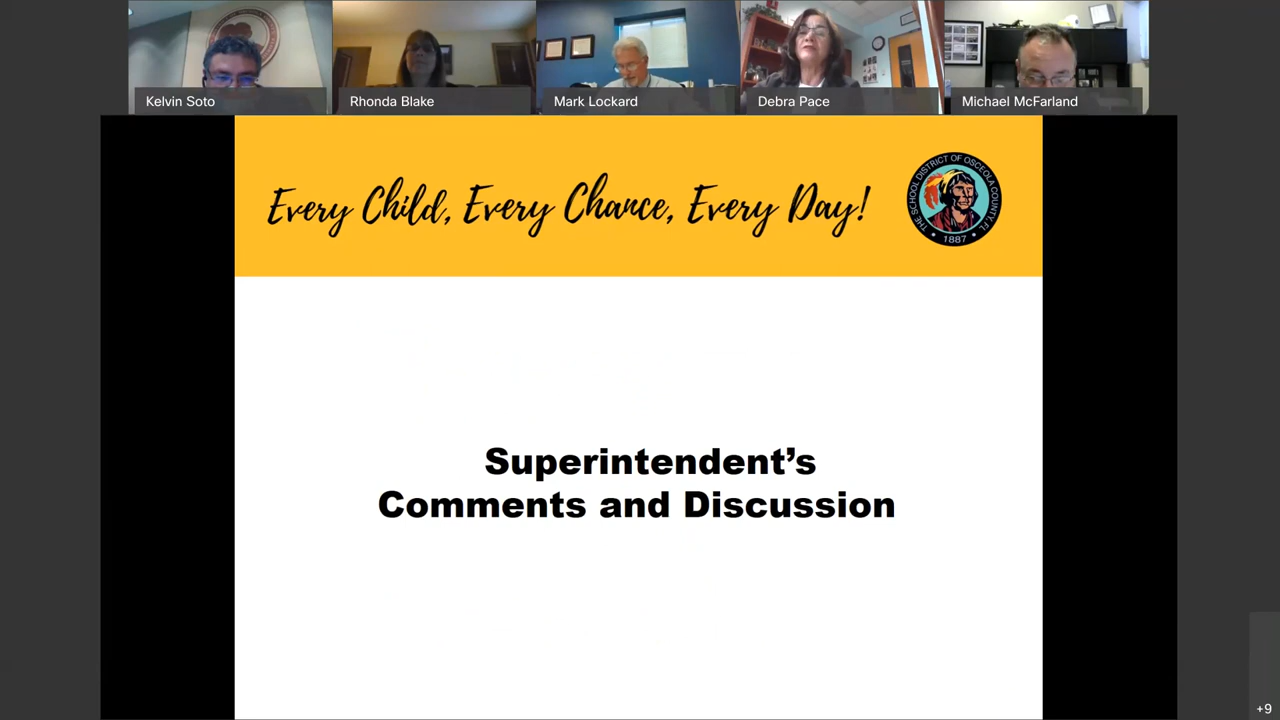 Kelvin Soto
Rhonda Blake
Mark Lockard
Debra Pace
Michael McFarland
Every Child, Every Chance, Every Day!
THE SCHOOL DISTRICT OF OSCEOLA COUNTY, FL
• 1887 •
Superintendent’s
Comments and Discussion
+9